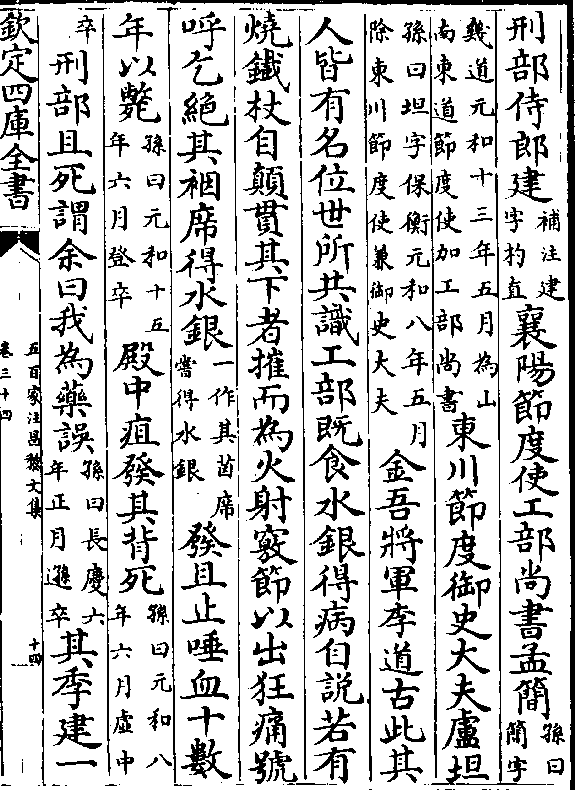 刑部侍郎建補注建字杓直襄陽節度使工部尚書孟簡孫曰簡字
幾道元和十三年五月為山南東道節度使加工部尚書東川節度御史大夫盧坦
孫曰坦字保衡元和八年五月除東川節度使兼御史大夫金吾將軍李道古此其
人皆有名位世所共識工部既食水銀得病自說若有
燒鐵杖自顛貫其下者摧而為火射竅節以出狂痛號
呼乞絕其裀席得水銀一作其茵席嘗得水銀發且止唾血十數
年以斃孫曰元和十五年六月登卒殿中疽發其背死孫曰元和八年六月虛中
卒刑部且死謂余曰我為藥誤孫曰長慶六年正月遜卒其季建一
欽定四庫全書
五百家注昌黎文集
卷三十四
十四